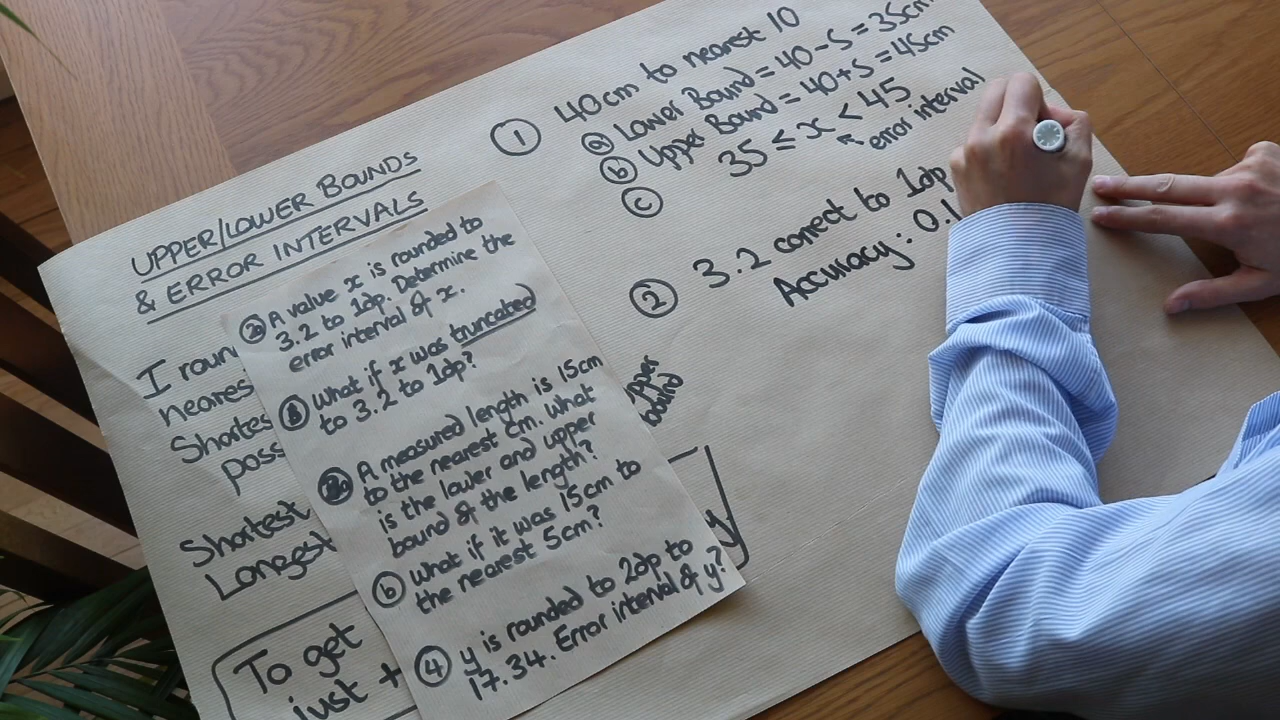 UPPER/LOWER BOUNDS
& ERROR INTERVALS
I roun
neares
Shortes
poss
Shortest
Longest
To get
just +
2a A value x is rounded to
3.2 to 1dp. Determine the
error interval of x.
b What if x was truncated
to 3.2 to 1dp?
3a A measured length is 15cm
to the nearest cm. What
is the lower and upper
bound of the length?
b What if it was 15cm to
the nearest 5cm?
4 y is rounded to 2dp to
17.34. Error interval of y?
upper
bound
1 40cm to nearest 10
a Lower Bound = 40-5 = 35cm
b Upper Bound = 40+5 = 45cm
c 35 ≤ x < 45
error interval
2 3.2 correct to 1dp
Accuracy: 0.1